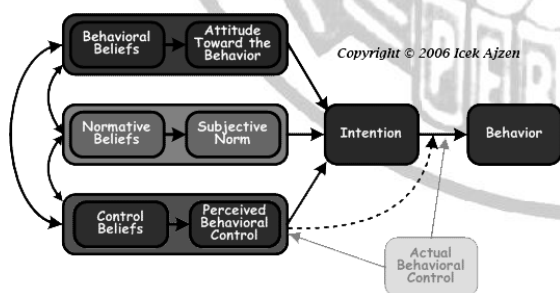 Behavioral
Beliefs
Attitude
Toward the
Behavior
Copyright © 2006 Icek Ajzen
Normative
Beliefs
Subjective
Norm
Intention
Behavior
Control
Beliefs
Perceived
Behavioral
Control
Actual
Behavioral
Control